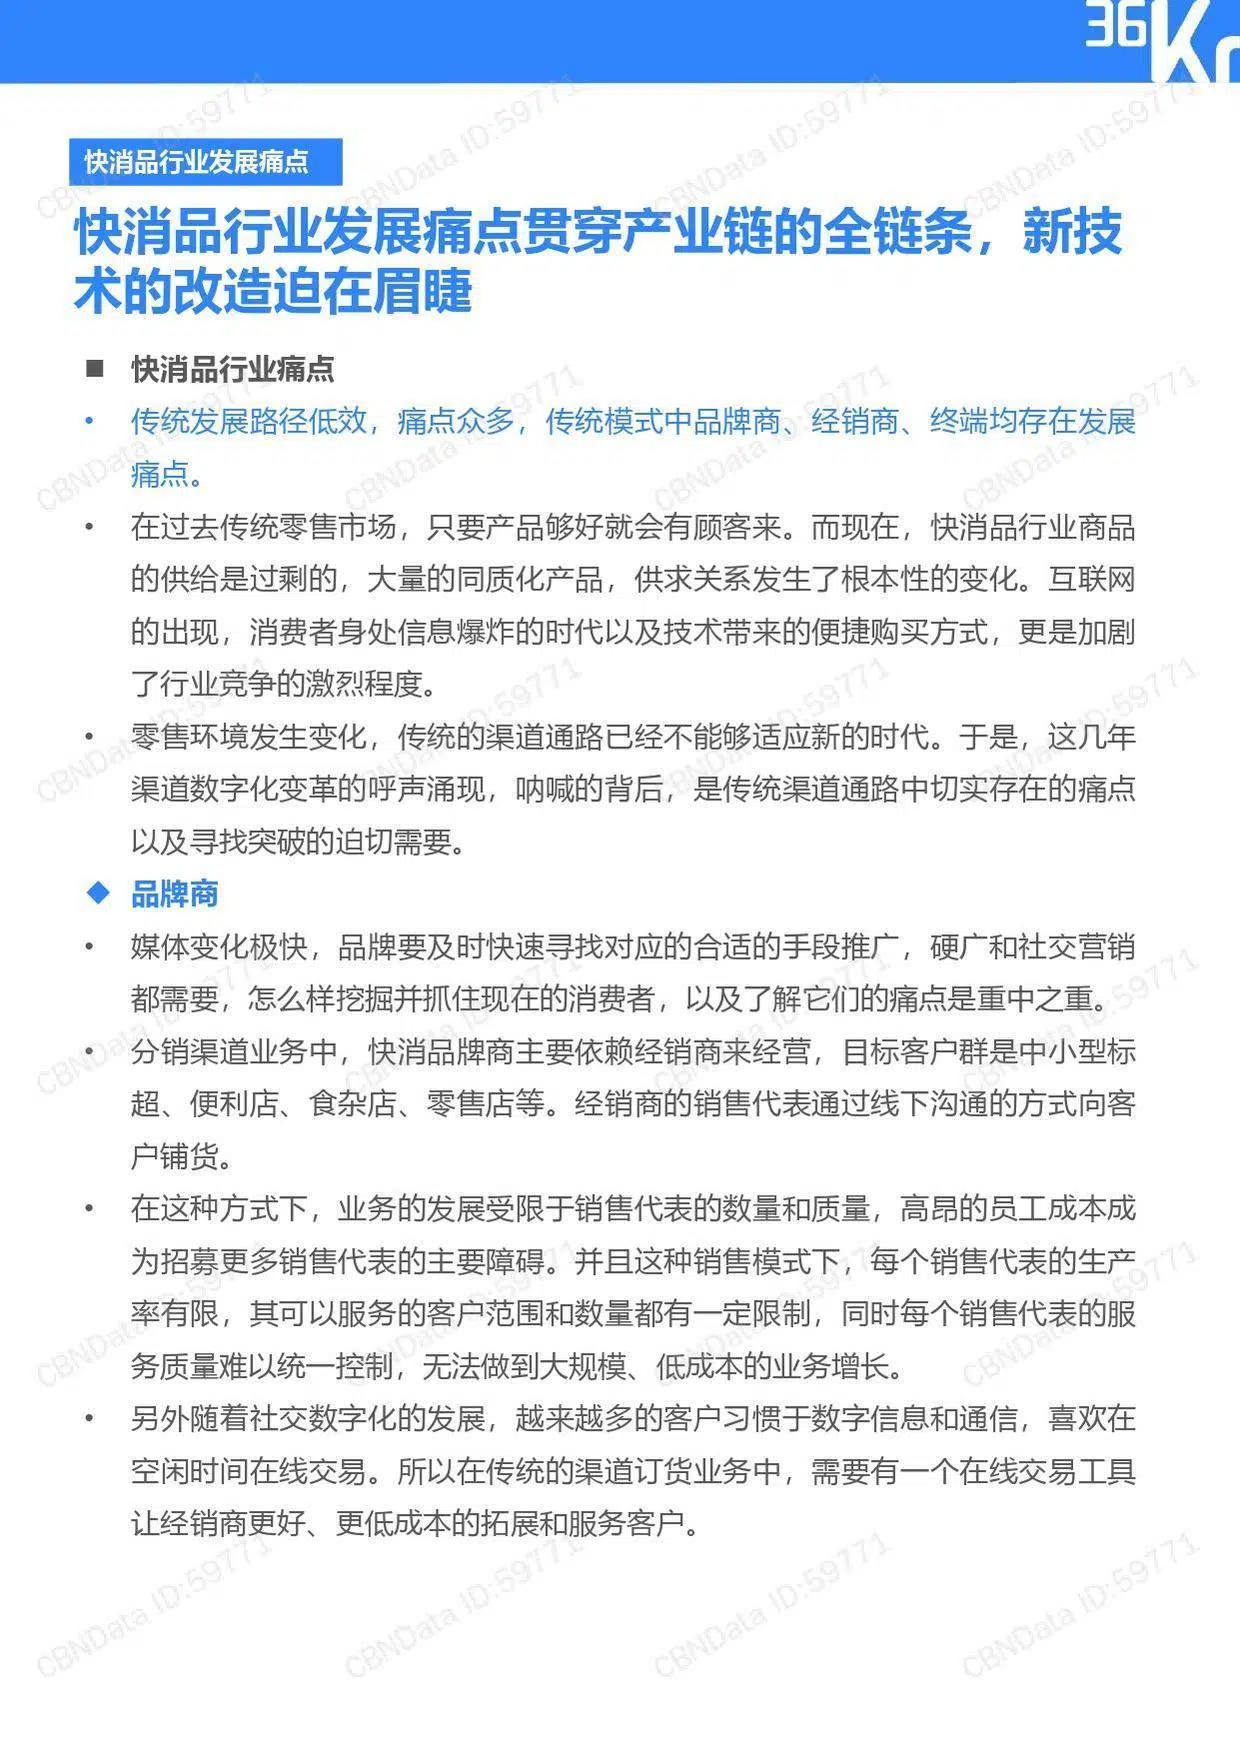 36Kr
快消品行业发展痛点
快消品行业发展痛点贯穿产业链的全链条，新技
术的改造迫在眉睫
■ 快消品行业痛点
• 传统发展路径低效，痛点众多，传统模式中品牌商、经销商、终端均存在发展
痛点。
• 在过去传统零售市场，只要产品够好就会有顾客来。而现在，快消品行业商品
的供给是过剩的，大量的同质化产品，供求关系发生了根本性的变化。互联网
的出现，消费者身处信息爆炸的时代以及技术带来的便捷购买方式，更是加剧
了行业竞争的激烈程度。
• 零售环境发生变化，传统的渠道通路已经不能够适应新的时代。于是，这几年
渠道数字化变革的呼声涌现，呐喊的背后，是传统渠道通路中切实存在的痛点
以及寻找突破的迫切需要。
◆ 品牌商
• 媒体变化极快，品牌要及时快速寻找对应的合适的手段推广，硬广和社交营销
都需要，怎么样挖掘并抓住现在的消费者，以及了解它们的痛点是重中之重。
• 分销渠道业务中，快消品牌商主要依赖经销商来经营，目标客户群是中小型标
超、便利店、食杂店、零售店等。经销商的销售代表通过线下沟通的方式向客
户铺货。
• 在这种方式下，业务的发展受限于销售代表的数量和质量，高昂的员工成本成
为招募更多销售代表的主要障碍。并且这种销售模式下，每个销售代表的生产
率有限，其可以服务的客户范围和数量都有一定限制，同时每个销售代表的服
务质量难以统一控制，无法做到大规模、低成本的业务增长。
• 另外随着社交数字化的发展，越来越多的客户习惯于数字信息和通信，喜欢在
空闲时间在线交易。所以在传统的渠道订货业务中，需要有一个在线交易工具
让经销商更好、更低成本的拓展和服务客户。
CBNData ID:59771